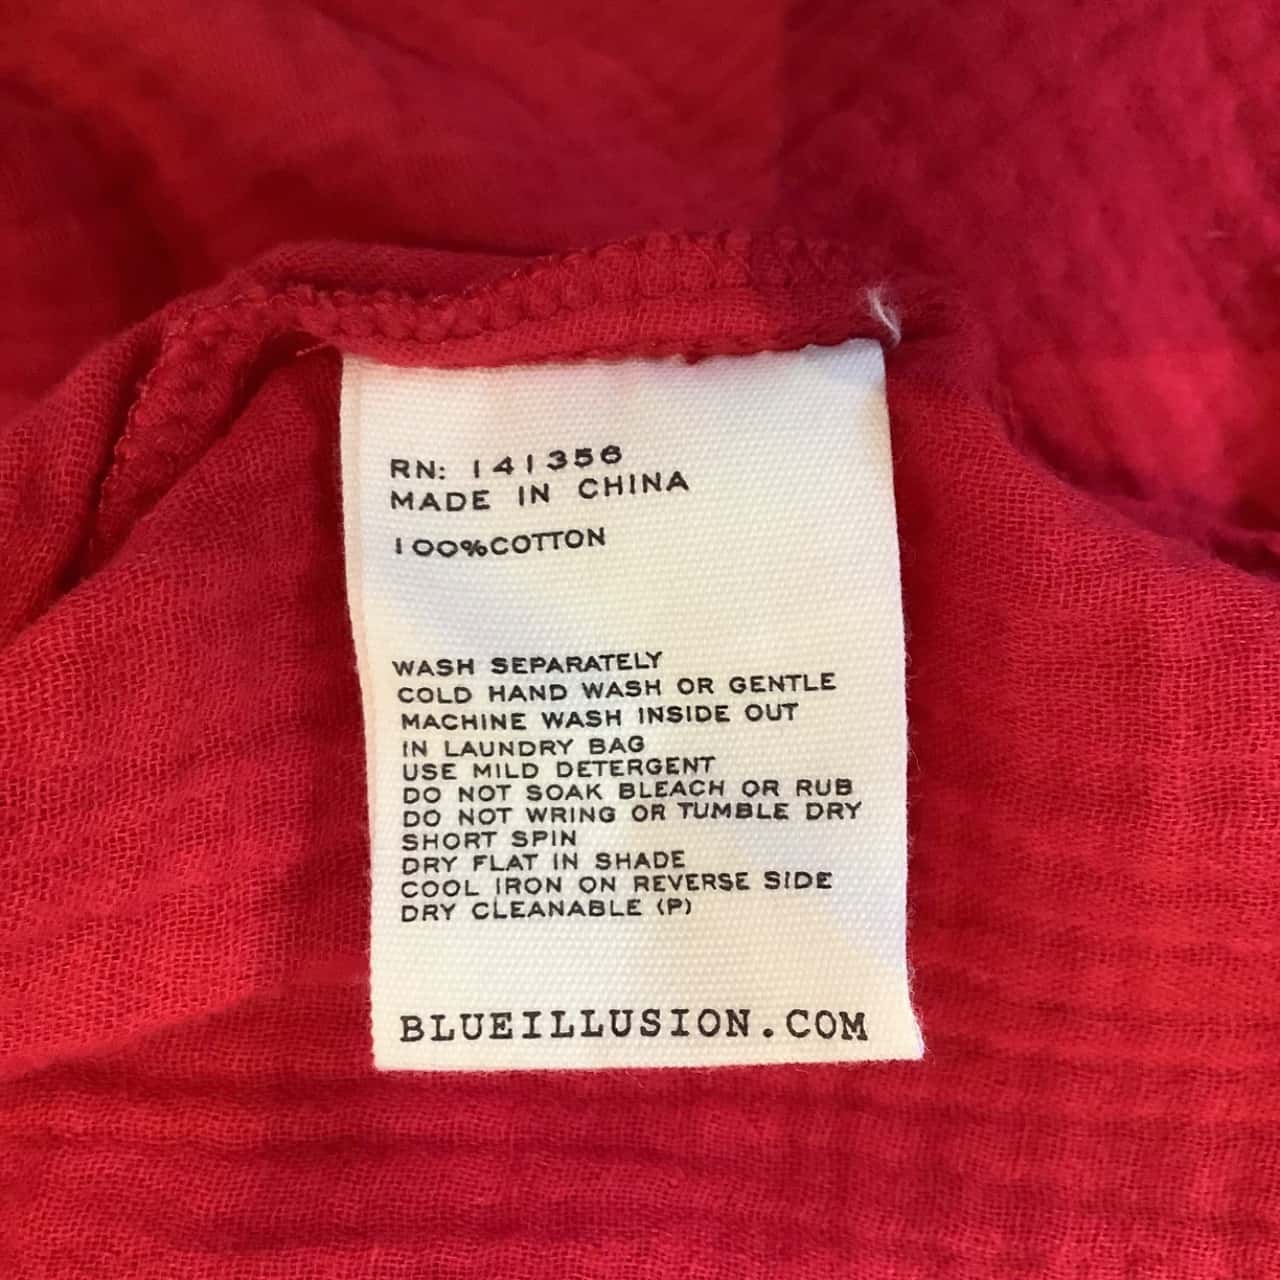 RN: 141356
MADE IN CHINA
100%COTTON
WASH SEPARATELY
COLD HAND WASH OR GENTLE
MACHINE WASH INSIDE OUT
IN LAUNDRY BAG
USE MILD DETERGENT
DO NOT SOAK BLEACH OR RUB
DO NOT WRING OR TUMBLE DRY
SHORT SPIN
DRY FLAT IN SHADE
COOL IRON ON REVERSE SIDE
DRY CLEANABLE (P)
BLUEILLUSION.COM